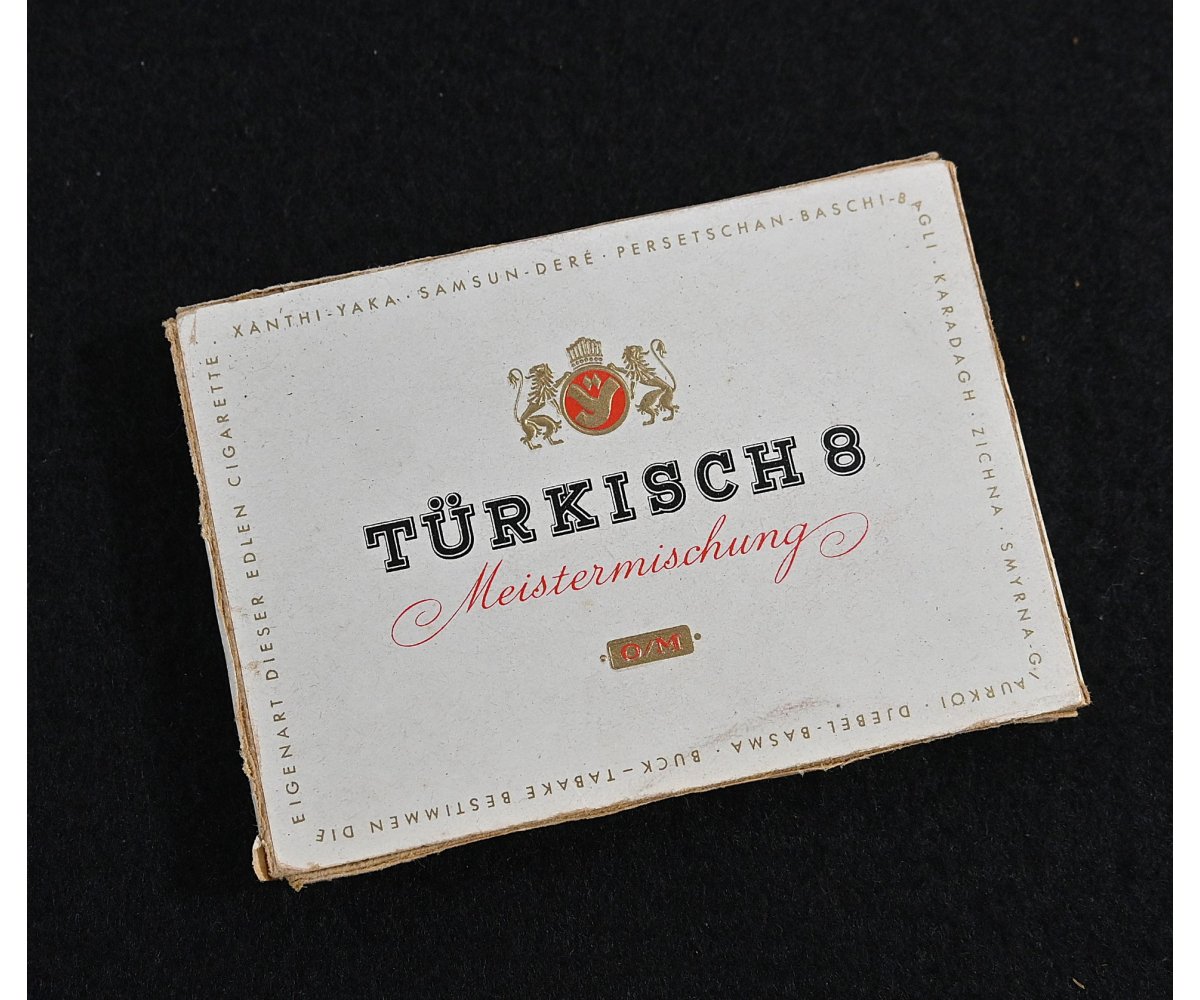 XANTHI-YAKA · SAMSUN-DERÉ · PERSETSCHAN-BASCHI-BAGLI · KARADAGH · ZICHNA · SMYRNA-G/AURKÖI · DJEBEL-BASMA · BUCK–TABAKE BESTIMMEN DIE EIGENART DIESER EDLEN CIGARETTE ·
TÜRKISCH 8
Meistermischung
O/M